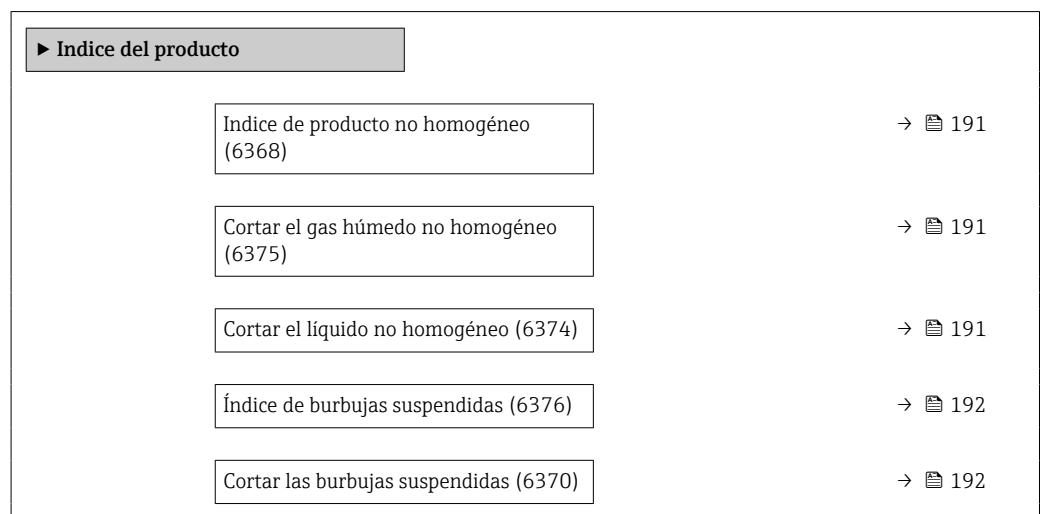 ▶ Indice del producto
Indice de producto no homogéneo
(6368)
→ 191
Cortar el gas húmedo no homogéneo
(6375)
→ 191
Cortar el líquido no homogéneo (6374)
→ 191
Índice de burbujas suspendidas (6376)
→ 192
Cortar las burbujas suspendidas (6370)
→ 192